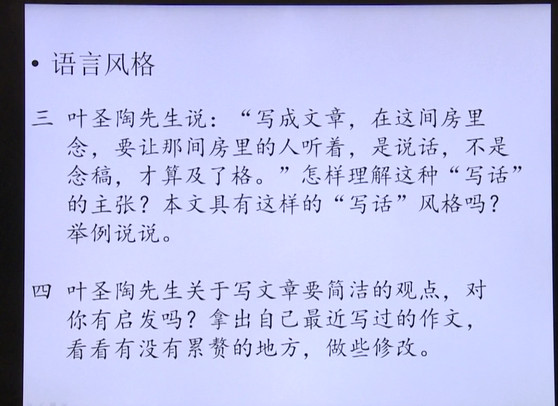 • 语言风格
三 叶圣陶先生说：“写成文章，在这间房里
念，要让那间房里的人听着，是说话，不是
念稿，才算及了格。”怎样理解这种“写话”
的主张？本文具有这样的“写话”风格吗？
举例说说。
四 叶圣陶先生关于写文章要简洁的观点，对
你有启发吗？拿出自己最近写过的作文，
看看有没有累赘的地方，做些修改。